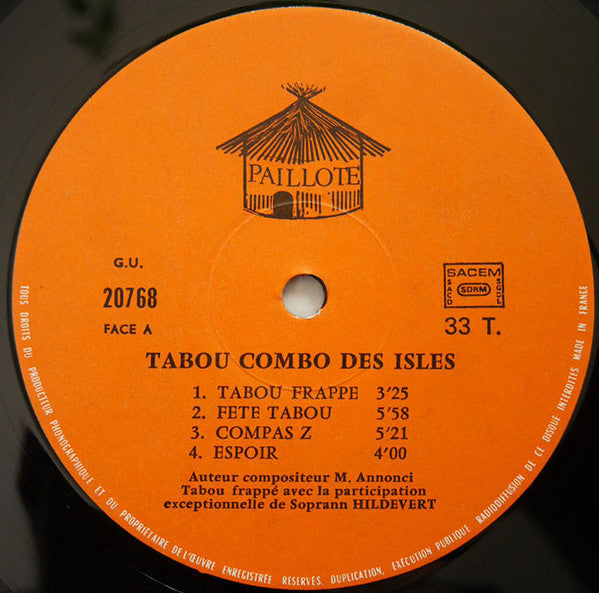 PAILLOTE
G.U.
20768
FACE A
SACEM
SACD SDRM SGDL
33 T.
TABOU COMBO DES ISLES
1. TABOU FRAPPE 3'25
2. FETE TABOU 5'58
3. COMPAS Z 5'21
4. ESPOIR 4'00
Auteur compositeur M. Annonci
Tabou frappé avec la participation
exceptionnelle de Soprann HILDEVERT
TOUS DROITS DU PRODUCTEUR PHONOGRAPHIQUE ET DU PROPRIÉTAIRE DE L'ŒUVRE ENREGISTRÉE RESERVES. DUPLICATION, EXÉCUTION PUBLIQUE RADIODIFFUSION DE CE DISQUE INTERDITES MADE IN FRANCE